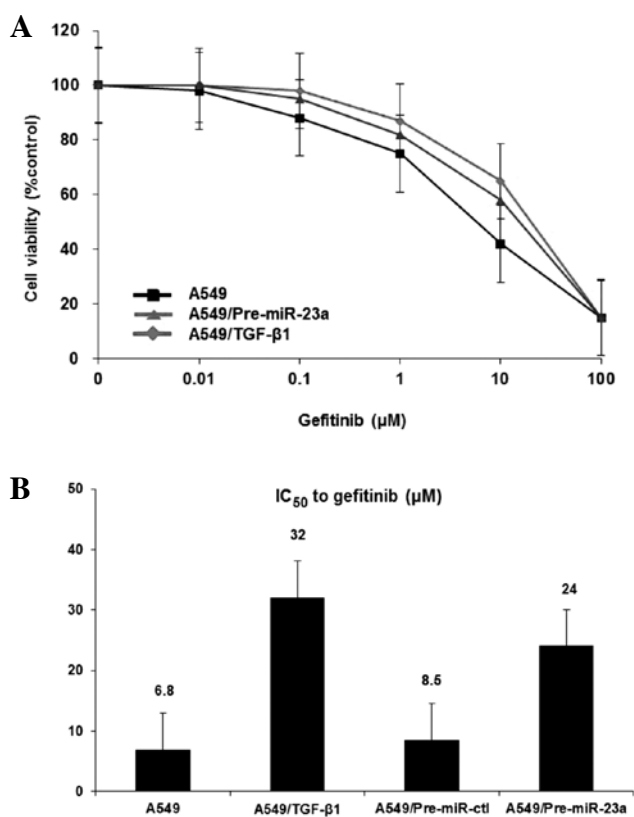 A
120
100
80
60
40
20
0
Cell viability (%control)
A549
A549/Pre-miR-23a
A549/TGF-β1
0 0.01 0.1 1 10 100
Gefitinib (µM)
B
IC50 to gefitinib (µM)
50
40
30
20
10
0
6.8
32
8.5
24
A549 A549/TGF-β1 A549/Pre-miR-ctl A549/Pre-miR-23a